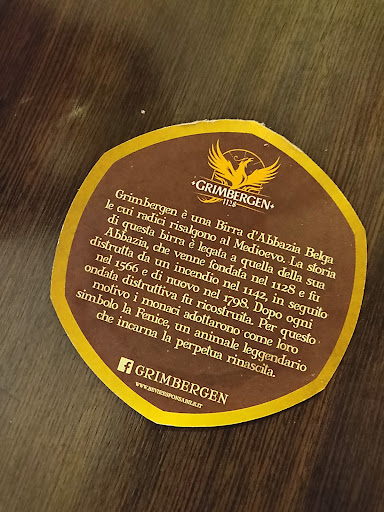 GRIMBERGEN
1128
Grimbergen è una Birra d'Abbazia Belga
le cui radici risalgono al Medioevo. La storia
di questa birra è legata a quella della sua
Abbazia, che venne fondata nel 1128 e fu
distrutta da un incendio nel 1142, in seguito
nel 1566 e di nuovo nel 1798. Dopo ogni
ondata distruttiva fu ricostruita. Per questo
motivo i monaci adottarono come loro
simbolo la Fenice, un animale leggendario
che incarna la perpetua rinascita.
f GRIMBERGEN
WWW.BEVIRESPONSABILE.IT